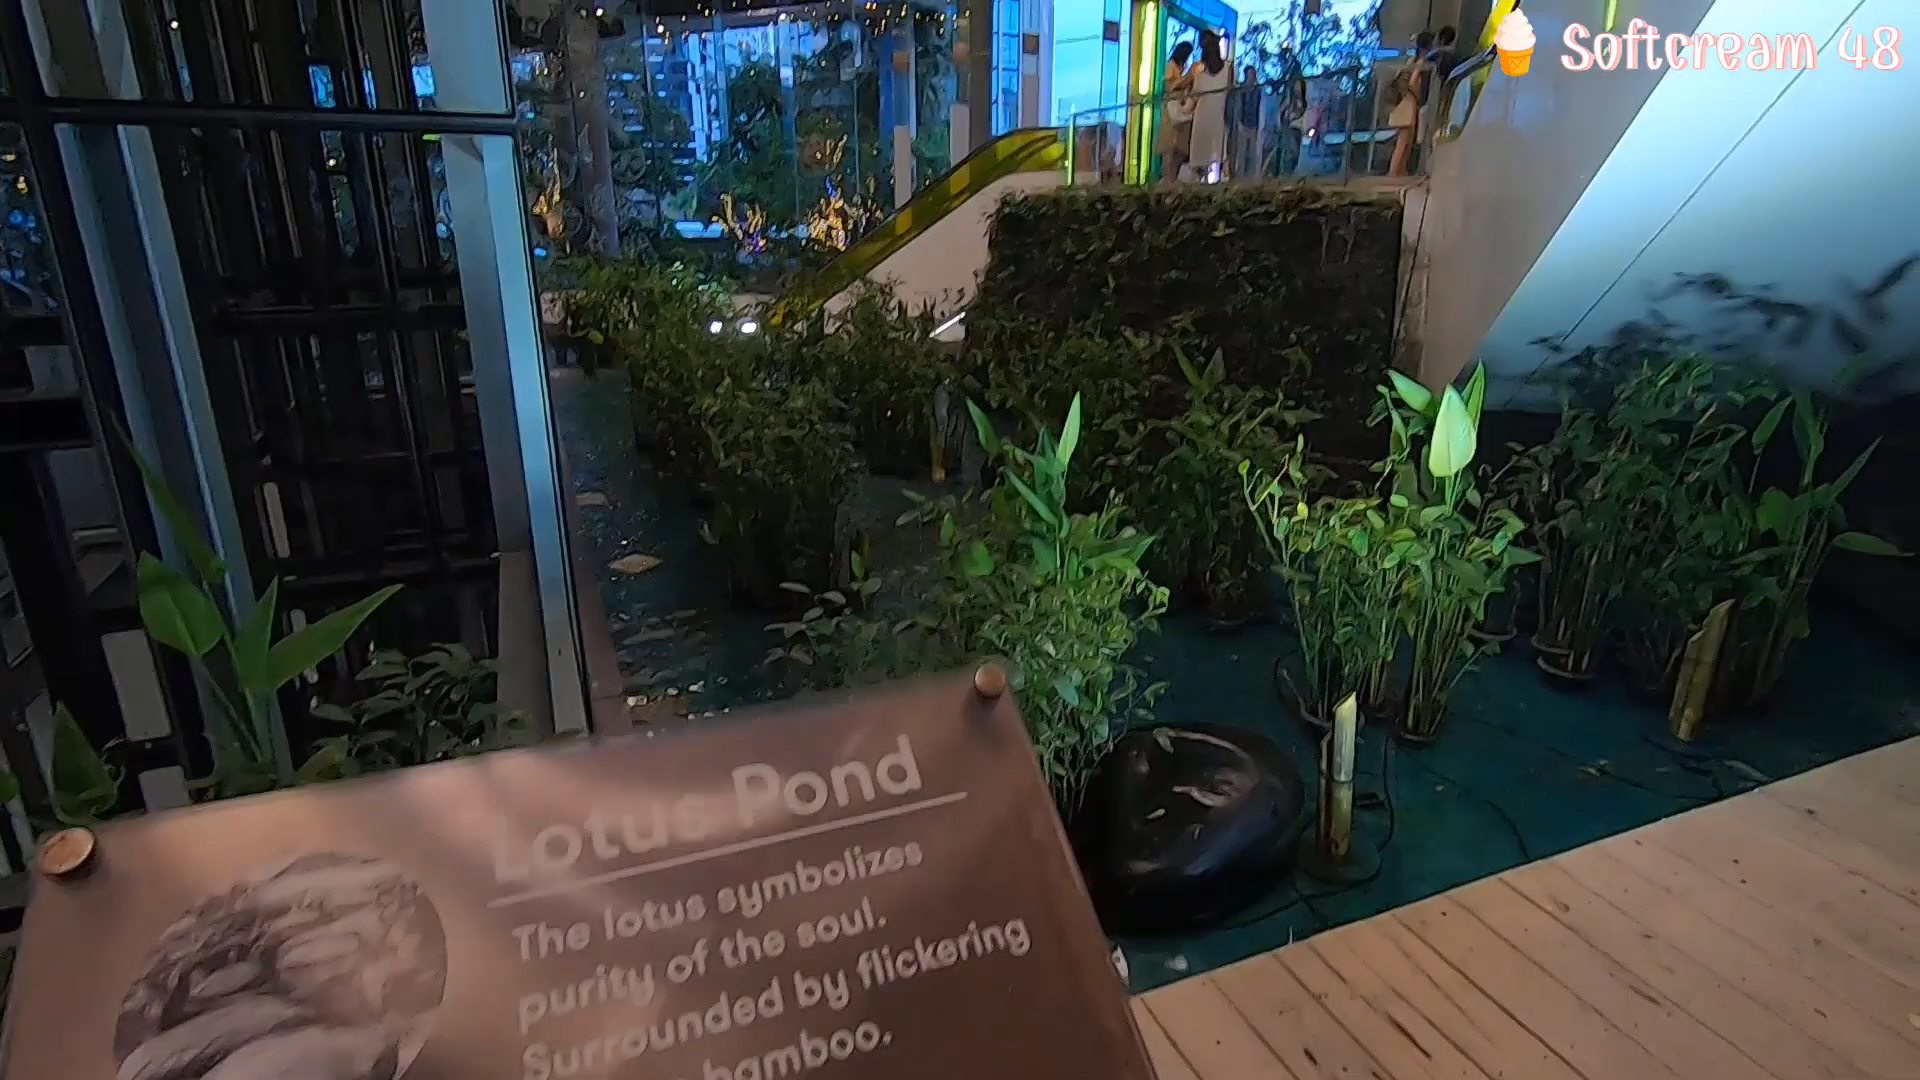 Softcream 48
Lotus Pond
The lotus symbolizes
purity of the soul.
Surrounded by flickering
bamboo.